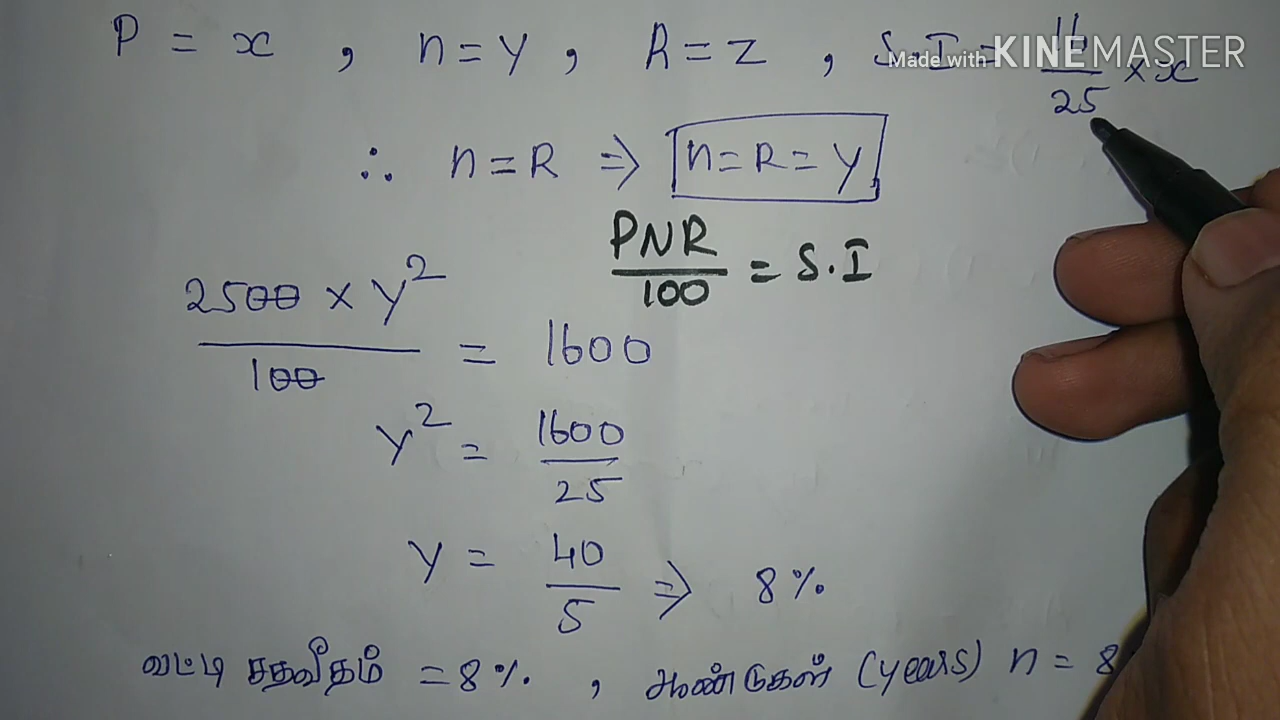 P = x , n = y , R = z , S.I = 16/25 × x
Made with KINEMASTER
∴ n = R ⇒ n = R = y
PNR/100 = S.I
2500 × y²/100 = 1600
y² = 1600/25
y = 40/5 ⇒ 8%
வட்டி சதவீதம் = 8% , ஆண்டுகள் (years) n = 8